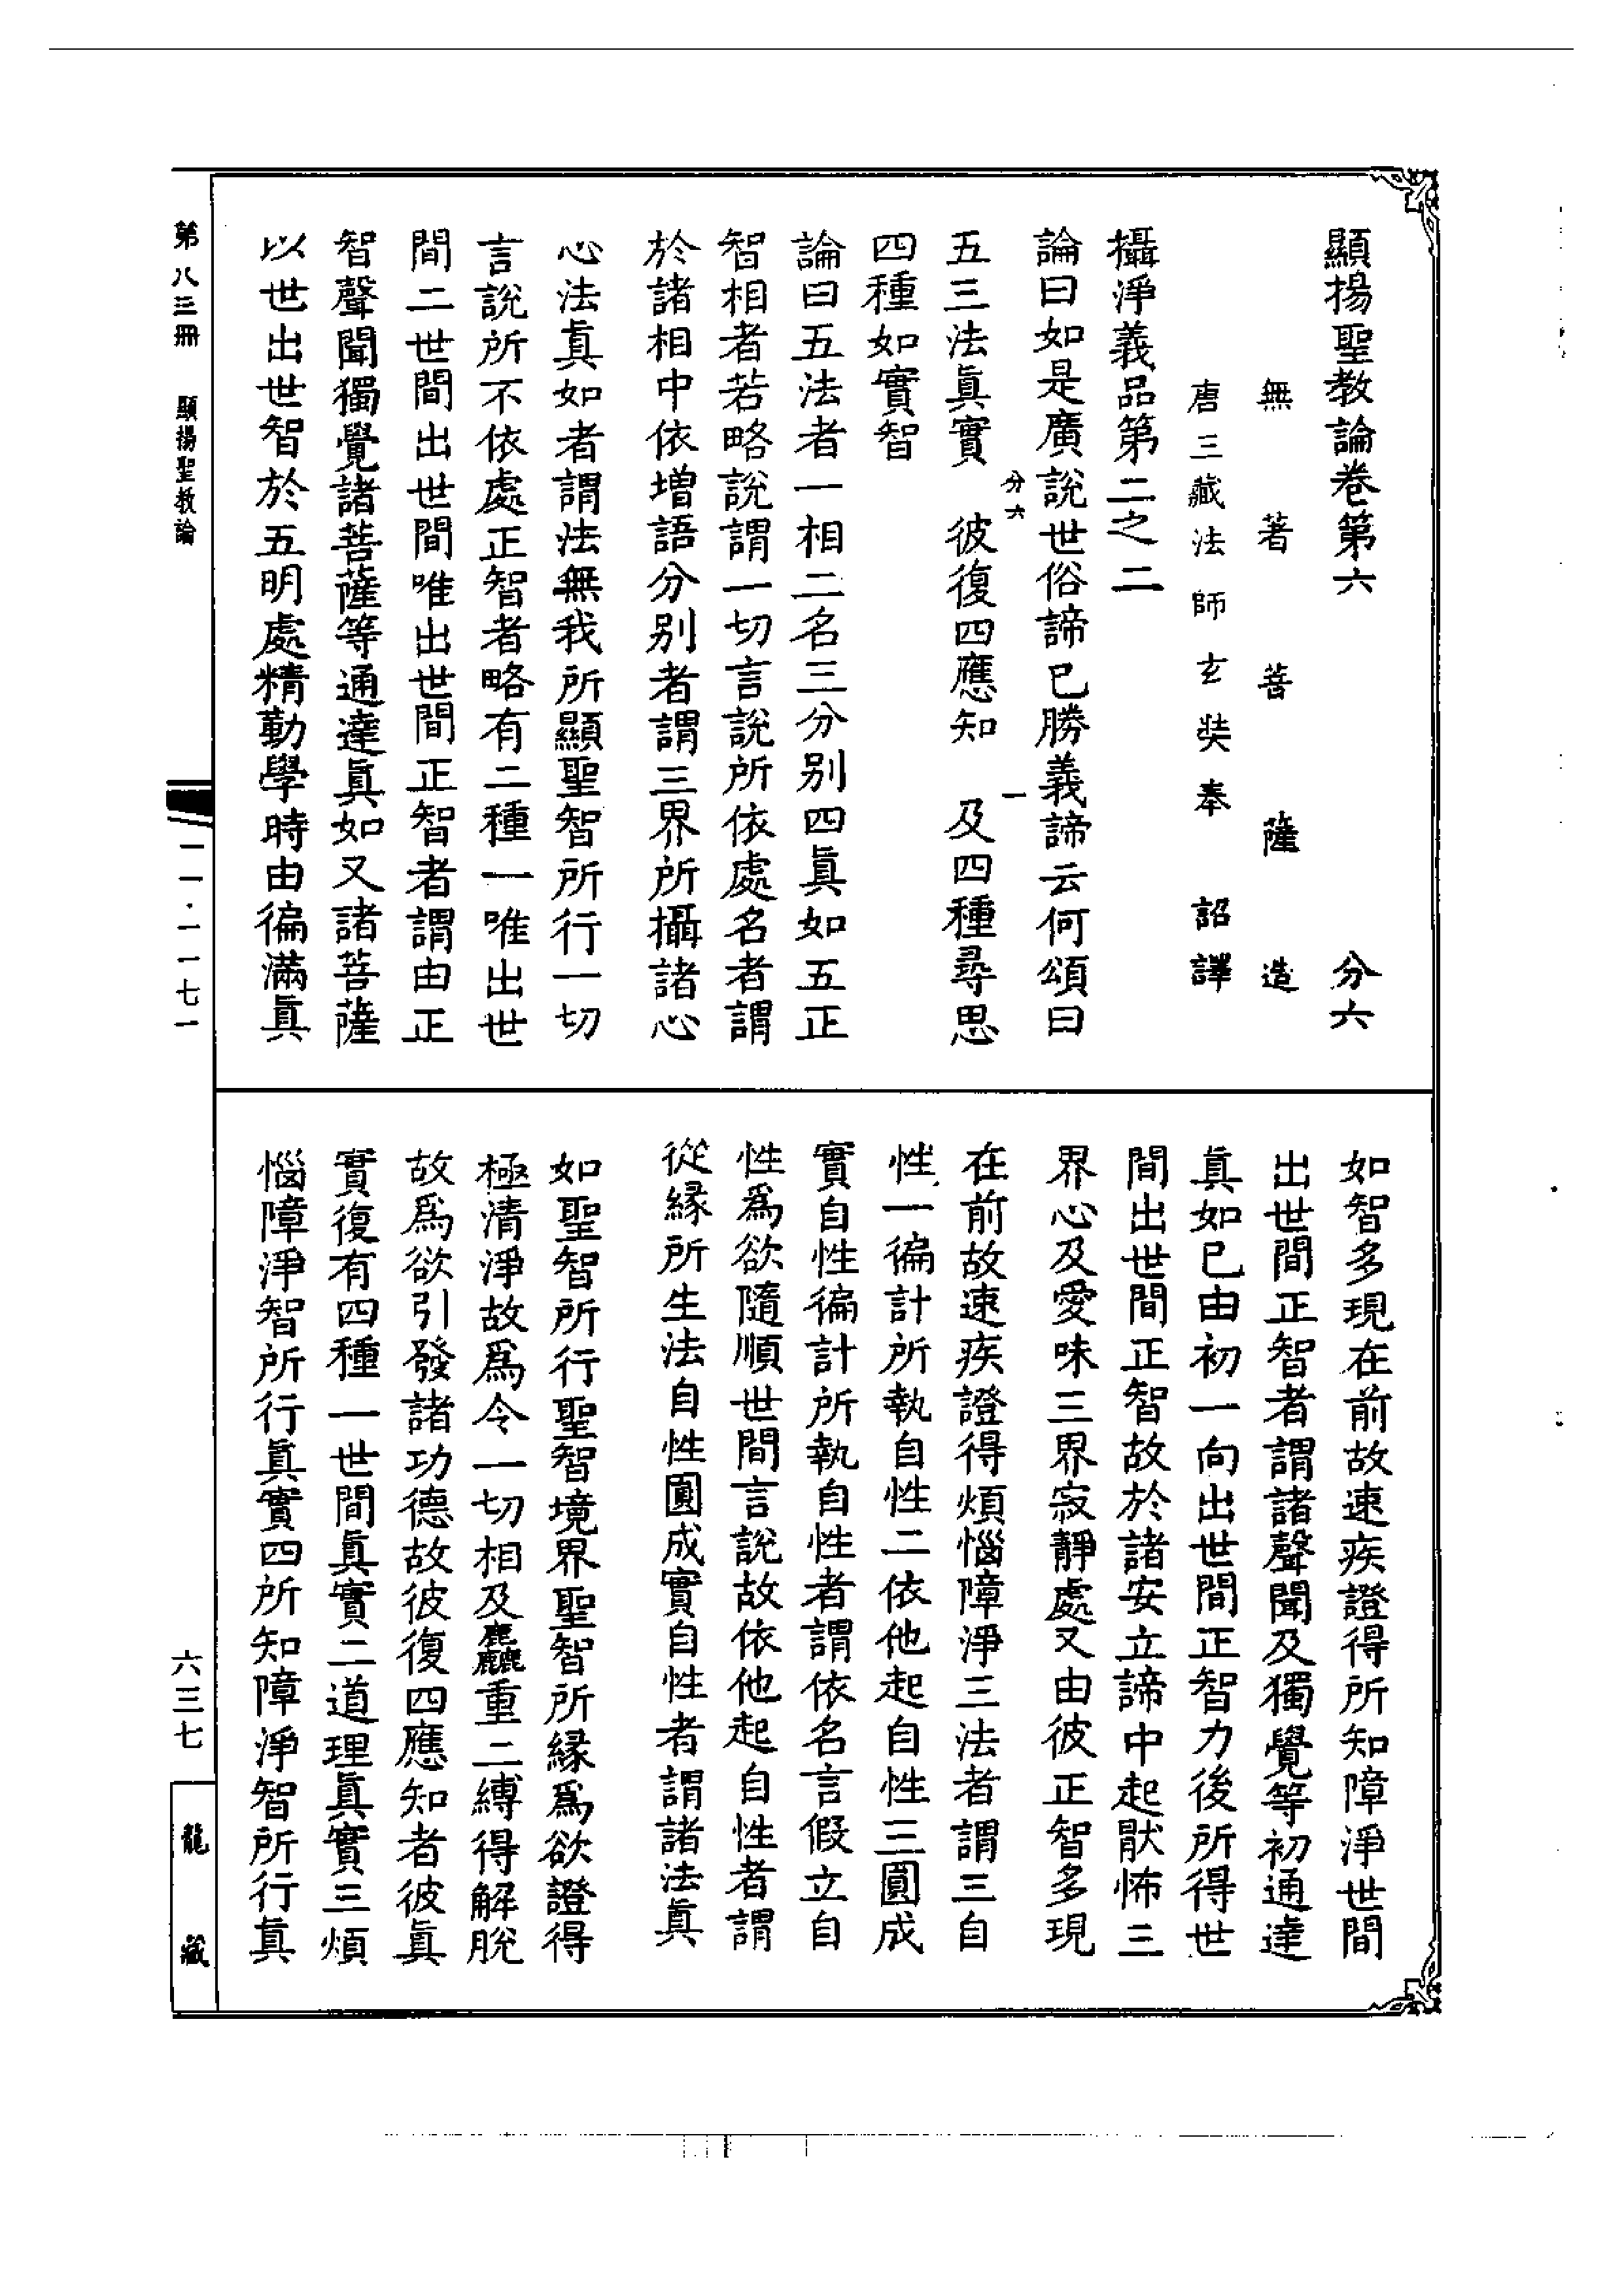 顯揚聖教論卷第六　分六
無著菩薩造
唐三藏法師玄奘奉　詔譯
攝淨義品第二之二
論曰如是廣說世俗諦已勝義諦云何頌曰
分六　一
五三法眞實　彼復四應知　及四種尋思
四種如實智
論曰五法者一相二名三分别四眞如五正
智相者若略說謂一切言說所依處名者謂
於諸相中依增語分别者謂三界所攝諸心
心法眞如者謂法無我所顯聖智所行一切
言說所不依處正智者略有二種一唯出世
間二世間出世間唯出世間正智者謂由正
智聲聞獨覺諸菩薩等通達眞如又諸菩薩
以世出世智於五明處精勤學時由徧滿眞
如智多現在前故速疾證得所知障淨世間
出世間正智者謂諸聲聞及獨覺等初通達
眞如已由初一向出世間正智力後所得世
間出世間正智故於諸安立諦中起猒怖三
界心及愛味三界寂靜處又由彼正智多現
在前故速疾證得煩惱障淨三法者謂三自
性一徧計所執自性二依他起自性三圓成
實自性徧計所執自性者謂依名言假立自
性爲欲隨順世間言說故依他起自性者謂
從緣所生法自性圓成實自性者謂諸法眞
如聖智所行聖智境界聖智所緣爲欲證得
極清淨故爲令一切相及麤重二縛得解脫
故爲欲引發諸功德故彼復四應知者彼眞
實復有四種一世間眞實二道理眞實三煩
惱障淨智所行眞實四所知障淨智所行眞
第八三冊　顯揚聖教論
一一·一一七一
六三七
龍藏